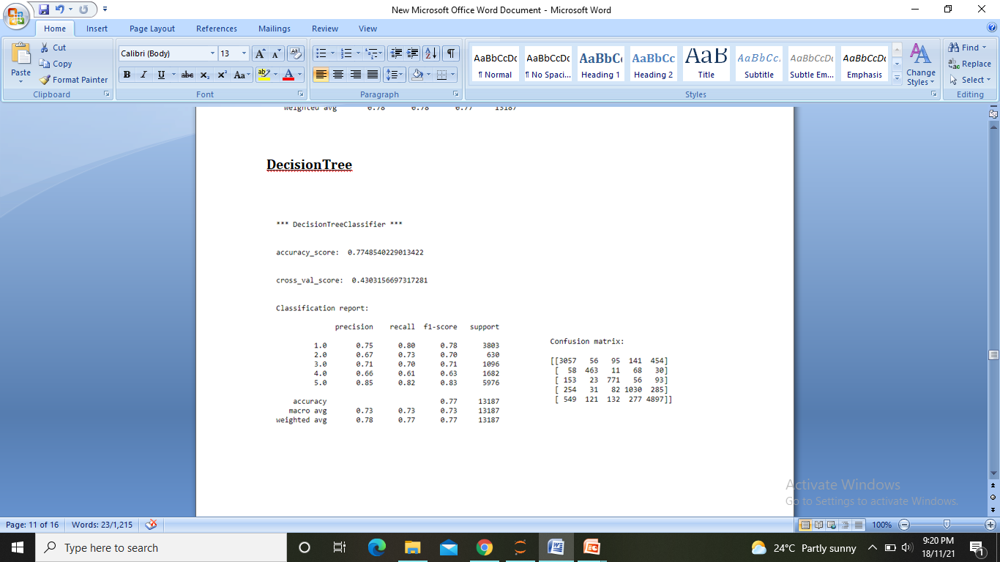 New Microsoft Office Word Document - Microsoft Word
Home Insert Page Layout References Mailings Review View
Paste
Cut
Copy
Format Painter
Clipboard
Calibri (Body) 13
B I U abc x₂ x² Aa
Font
Paragraph
AaBbCcDc AaBbCcDc AaBbC AaBbCc AaB AaBbCc. AaBbCcDc AaBbCcDc
¶ Normal ¶ No Spaci... Heading 1 Heading 2 Title Subtitle Subtle Em... Emphasis
Styles
Change
Styles
Find
Replace
Select
Editing
weighted avg 0.78 0.78 0.77 13187
DecisionTree
*** DecisionTreeClassifier ***
accuracy_score: 0.7748540229013422
cross_val_score: 0.4303156697317281
Classification report:
precision recall f1-score support
1.0 0.75 0.80 0.78 3803
2.0 0.67 0.73 0.70 630
3.0 0.71 0.70 0.71 1096
4.0 0.66 0.61 0.63 1682
5.0 0.85 0.82 0.83 5976
accuracy 0.77 13187
macro avg 0.73 0.73 0.73 13187
weighted avg 0.78 0.77 0.77 13187
Confusion matrix:
[[3057 56 95 141 454]
[ 58 463 11 68 30]
[ 153 23 771 56 93]
[ 254 31 82 1030 285]
[ 549 121 132 277 4897]]
Activate Windows
Go to Settings to activate Windows.
Page: 11 of 16 Words: 23/1,215 100%
Type here to search
24°C Partly sunny
9:20 PM
18/11/21
1